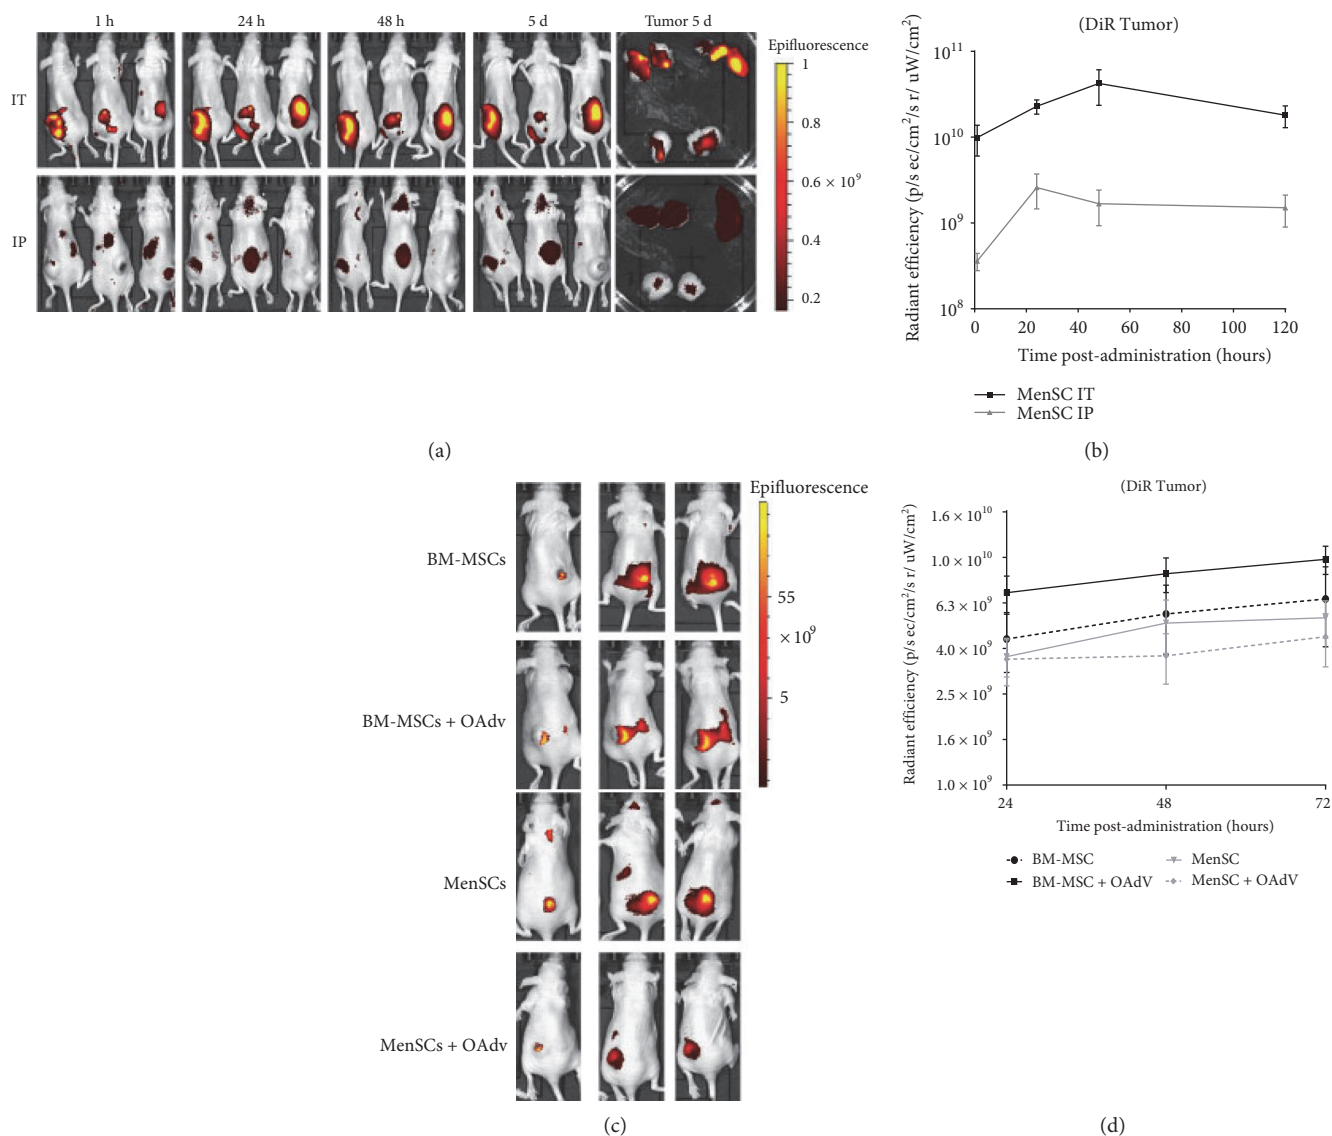 1 h
24 h
48 h
5 d
Tumor 5 d
IT
IP
Epifluorescence
1
0.8
0.6 × 10⁹
0.4
0.2
(a)
(DiR Tumor)
Radiant efficiency (p/s ec/cm²/s r/ uW/cm²)
10¹¹
10¹⁰
10⁹
10⁸
0 20 40 60 80 100 120
Time post-administration (hours)
MenSC IT
MenSC IP
(b)
BM-MSCs
BM-MSCs + OAdv
MenSCs
MenSCs + OAdv
Epifluorescence
55
× 10⁹
5
(c)
(DiR Tumor)
Radiant efficiency (p/s ec/cm²/s r/ uW/cm²)
1.6 × 10¹⁰
1.0 × 10¹⁰
6.3 × 10⁹
4.0 × 10⁹
2.5 × 10⁹
1.6 × 10⁹
1.0 × 10⁹
24 48 72
Time post-administration (hours)
BM-MSC
BM-MSC + OAdV
MenSC
MenSC + OAdV
(d)